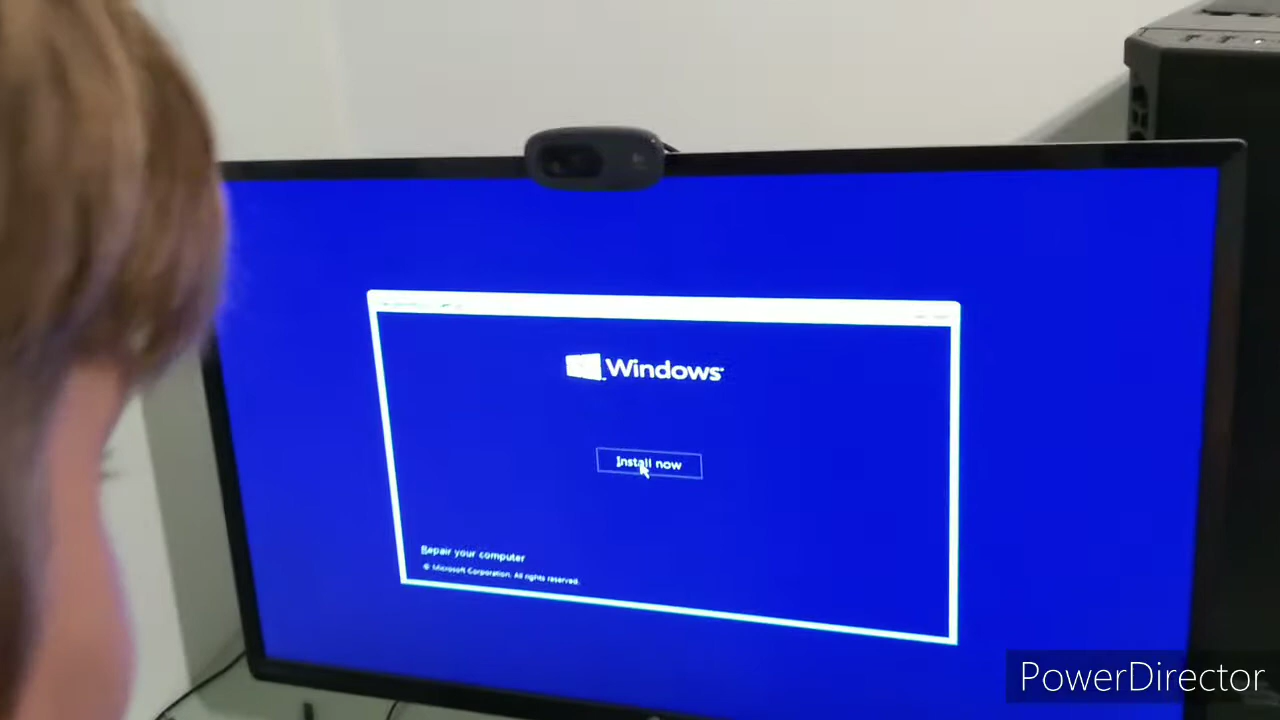 Windows
Install now
Repair your computer
© Microsoft Corporation. All rights reserved.
PowerDirector